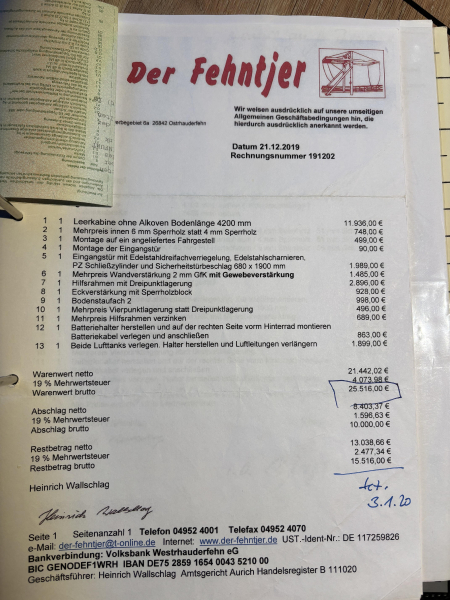 Der Fehntjer
Wir weisen ausdrücklich auf unsere umseitigen
Allgemeinen Geschäftsbedingungen hin, die
hierdurch ausdrücklich anerkannt werden.
6a 26842 Ostrhauderfehn
Datum 21.12.2019
Rechnungsnummer 191202
1 1 Leerkabine ohne Alkoven Bodenlänge 4200 mm 11.936,00 €
2 1 Mehrpreis innen 6 mm Sperrholz statt 4 mm Sperrholz 748,00 €
3 1 Montage auf ein angeliefertes Fahrgestell 499,00 €
4 1 Montage der Eingangstür 90,00 €
5 1 Eingangstür mit Edelstahldreifachverriegelung, Edelstahlscharnieren,
PZ Schließzylinder und Sicherheitstürbeschlag 680 x 1900 mm 1.989,00 €
6 1 Mehrpreis Wandverstärkung 2 mm GfK mit Gewebeverstärkung 1.485,00 €
7 1 Hilfsrahmen mit Dreipunktlagerung 2.896,00 €
8 1 Eckverstärkung mit Sperrholzblock 928,00 €
9 1 Bodenstaufach 2 998,00 €
10 1 Mehrpreis Vierpunktlagerung statt Dreipunktlagerung 496,00 €
11 1 Mehrpreis Hilfsrahmen verzinken 689,00 €
12 1 Batteriehalter herstellen und auf der rechten Seite vorm Hinterrad montieren
Batteriekabel verlegen und anschließen 863,00 €
13 1 Beide Lufttanks verlegen. Halter herstellen und Luftleitungen verlängern 1.899,00 €
Warenwert netto 21.442,02 €
19 % Mehrwertsteuer 4.073,98 €
Warenwert brutto 25.516,00 €
Abschlag netto 8.403,37 €
19 % Mehrwertsteuer 1.596,63 €
Abschlag brutto 10.000,00 €
Restbetrag netto 13.038,66 €
19 % Mehrwertsteuer 2.477,34 €
Restbetrag brutto 15.516,00 €
Heinrich Wallschlag
3.1.20
Heinrich Wallschlag
Seite 1 Seitenanzahl 1 Telefon 04952 4001 Telefax 04952 4070
e-Mail: der-fehntjer@t-online.de Internet: www.der-fehntjer.de UST.-Ident-Nr.: DE 117259826
Bankverbindung: Volksbank Westrhauderfehn eG
BIC GENODEF1WRH IBAN DE75 2859 1654 0043 5210 00
Geschäftsführer: Heinrich Wallschlag Amtsgericht Aurich Handelsregister B 111020